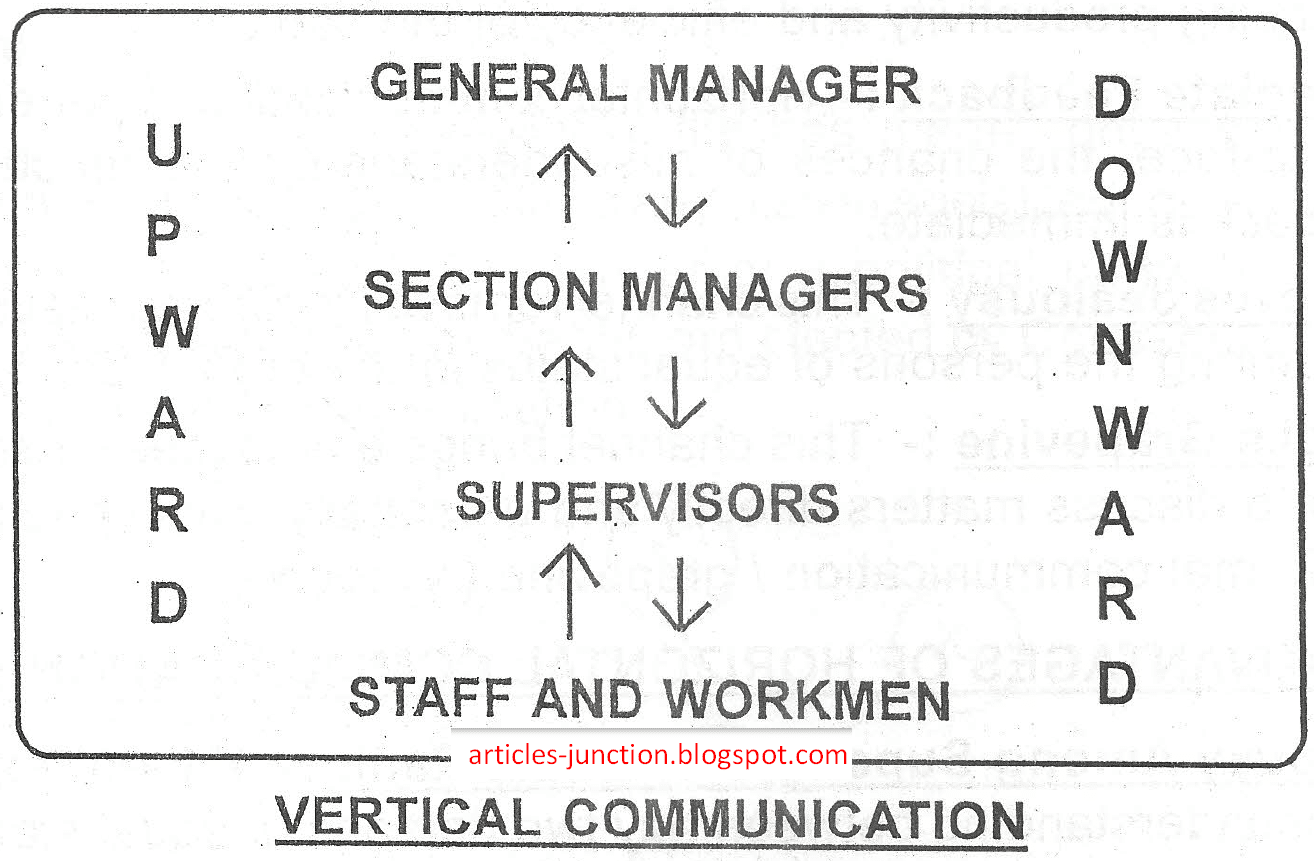 GENERAL MANAGER
UPWARD
DOWNWARD
SECTION MANAGERS
SUPERVISORS
STAFF AND WORKMEN
articles-junction.blogspot.com
VERTICAL COMMUNICATION